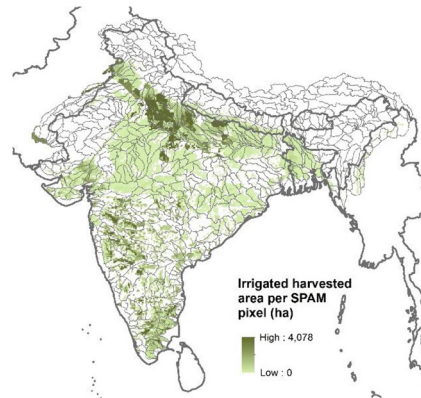 Irrigated harvested
area per SPAM
pixel (ha)
High : 4,078
Low : 0